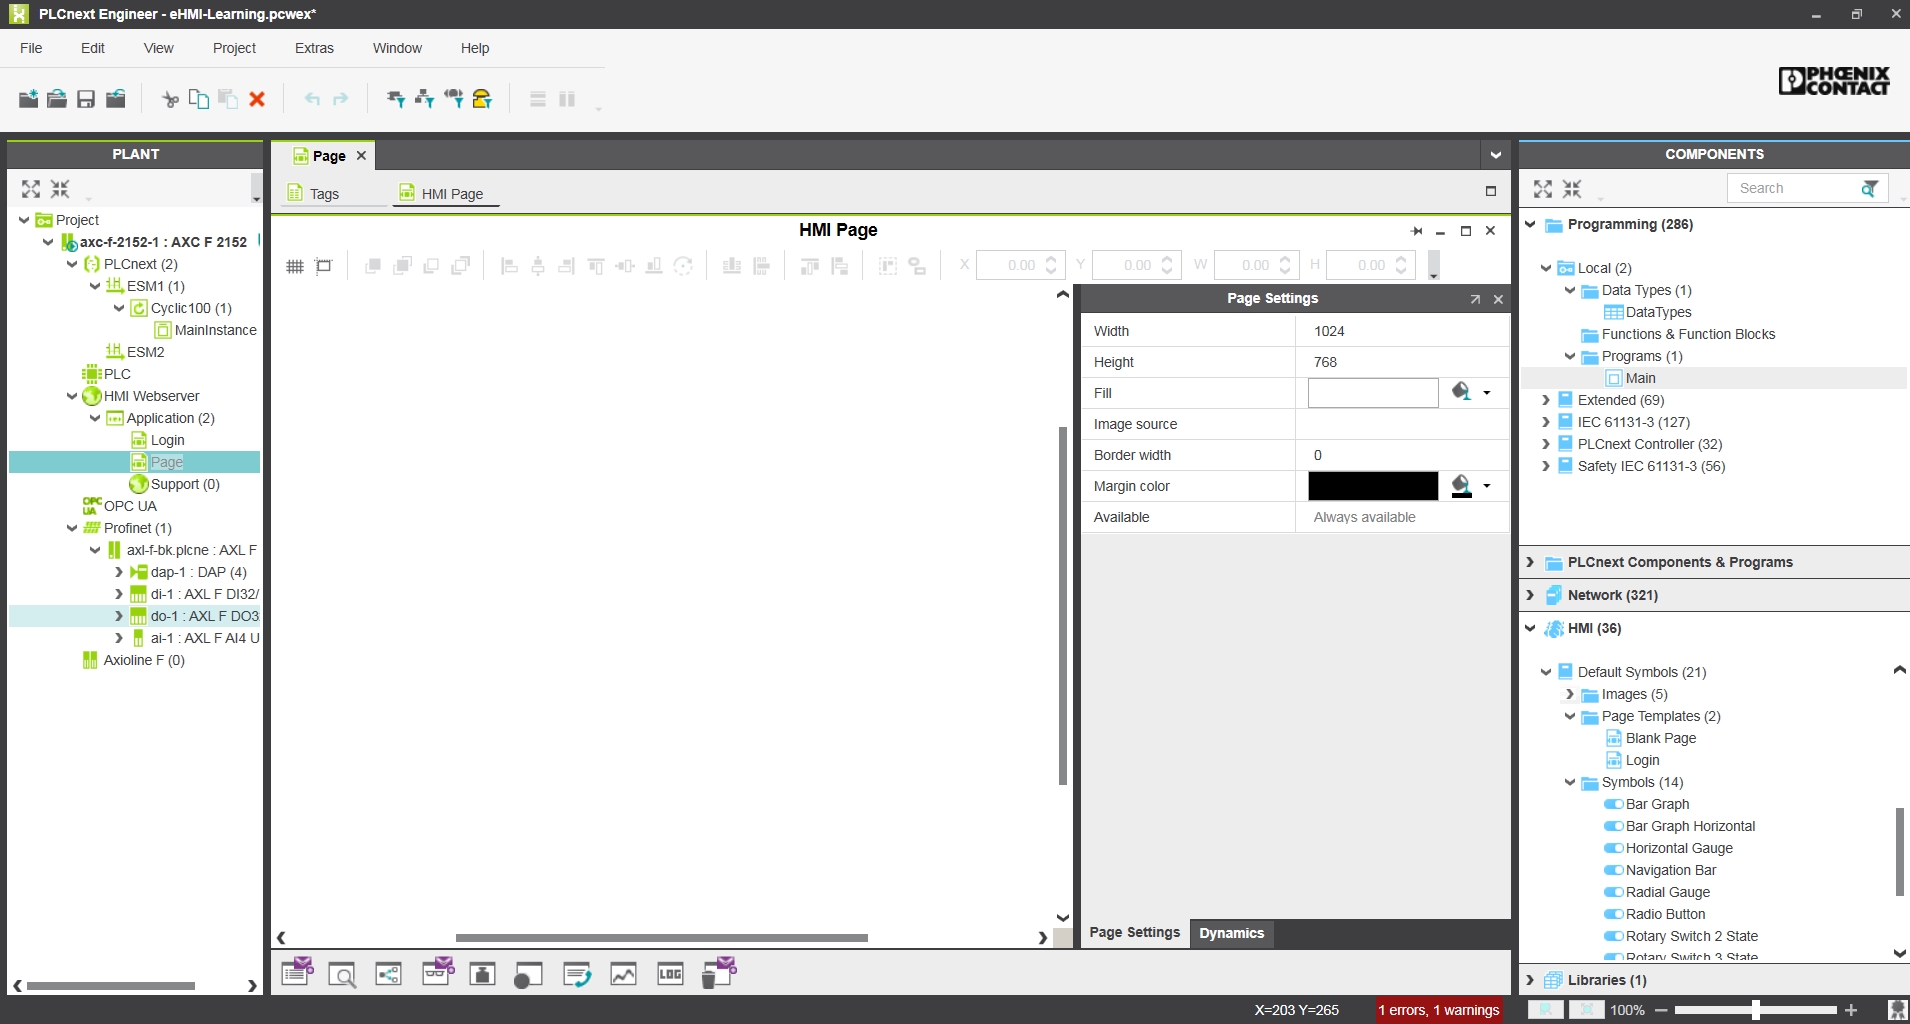 PLCnext Engineer - eHMI-Learning.pcwex*
File Edit View Project Extras Window Help
PHŒNIX
CONTACT
PLANT
Project
axc-f-2152-1 : AXC F 2152
PLCnext (2)
ESM1 (1)
Cyclic100 (1)
MainInstance
ESM2
PLC
HMI Webserver
Application (2)
Login
Page
Support (0)
OPC UA
Profinet (1)
axl-f-bk.plcne : AXL F
dap-1 : DAP (4)
di-1 : AXL F DI32/
do-1 : AXL F DO3
ai-1 : AXL F AI4 U
Axioline F (0)
Page
Tags
HMI Page
HMI Page
X 0.00 Y 0.00 W 0.00 H 0.00
Page Settings
Width 1024
Height 768
Fill
Image source
Border width 0
Margin color
Available Always available
Page Settings Dynamics
LOG
COMPONENTS
Search
Programming (286)
Local (2)
Data Types (1)
DataTypes
Functions & Function Blocks
Programs (1)
Main
Extended (69)
IEC 61131-3 (127)
PLCnext Controller (32)
Safety IEC 61131-3 (56)
PLCnext Components & Programs
Network (321)
HMI (36)
Default Symbols (21)
Images (5)
Page Templates (2)
Blank Page
Login
Symbols (14)
Bar Graph
Bar Graph Horizontal
Horizontal Gauge
Navigation Bar
Radial Gauge
Radio Button
Rotary Switch 2 State
Rotary Switch 3 State
Libraries (1)
X=203 Y=265
1 errors, 1 warnings
100%